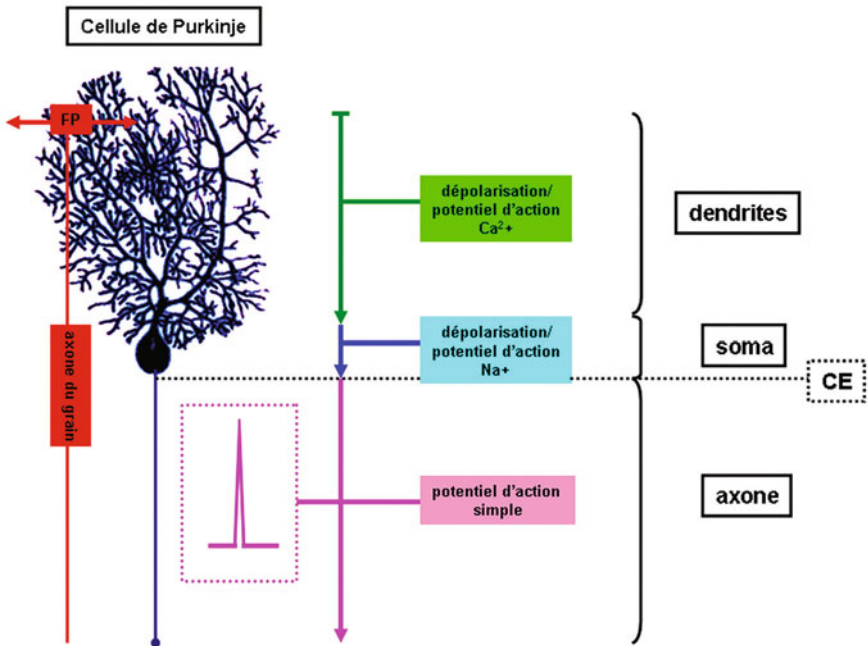 Cellule de Purkinje
FP
dépolarisation/
potentiel d'action
Ca²+
dendrites
axone du grain
dépolarisation/
potentiel d'action
Na+
soma
CE
potentiel d'action
simple
axone